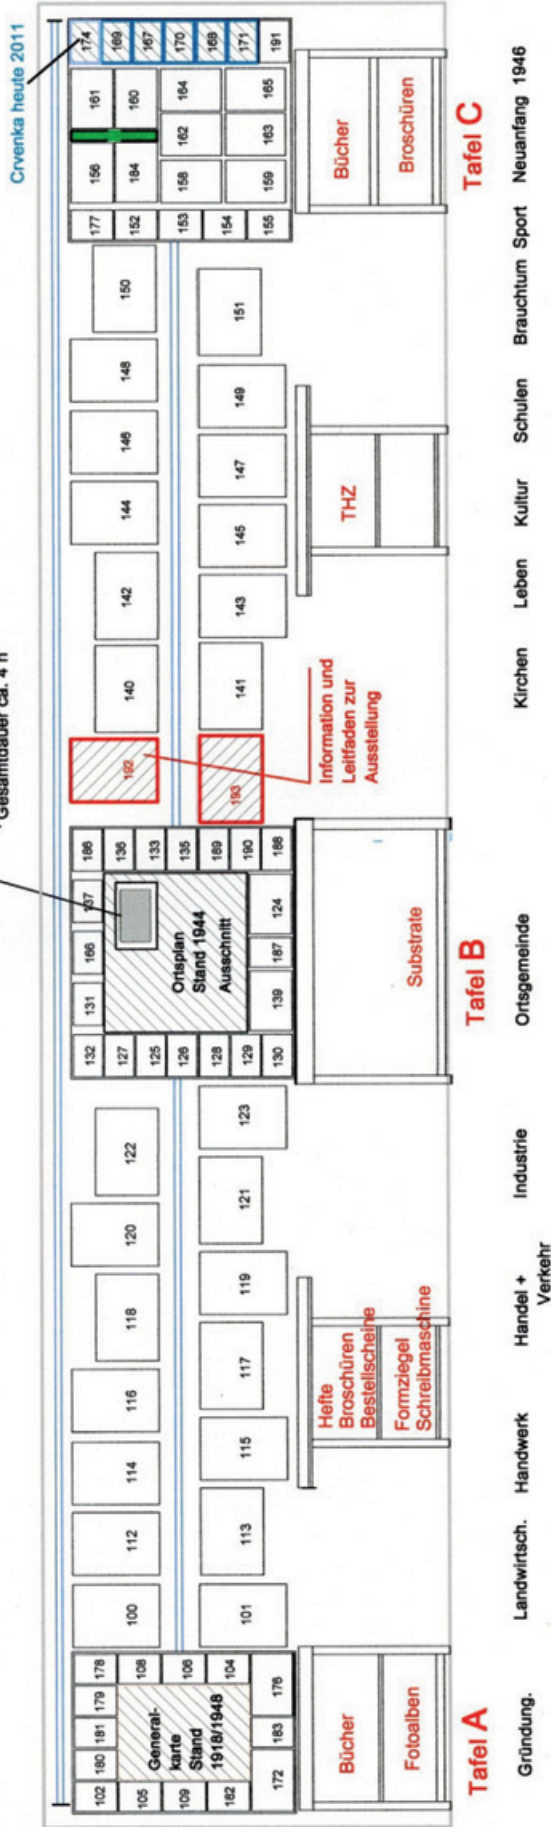 Gesamtdauer ca. 4 h
Crvenka heute 2011
102 180 181 179 178
105 108
109 106
182 104
172 183 176
General-
karte
Stand
1918/1948
100 112 114 116 118 120 122
101 113 115 117 119 121 123
132 131 166 137 186
127 136
125 133
126 135
128 189
129 190
130 139 187 124 188
Ortsplan
Stand 1944
Ausschnitt
192
193
Information und
Leitfaden zur
Ausstellung
140 142 144 146 148 150
141 143 145 147 149 151
177 156 161 174 169 167 170 168 171 191
152 184 160
153 158 162 164
154
155 159 163 165
Bücher
Fotoalben
Hefte
Broschüren
Bestellscheine
Formziegel
Schreibmaschine
Substrate
THZ
Bücher
Broschüren
Tafel A
Tafel B
Tafel C
Gründung.
Landwirtsch.
Handwerk
Handel +
Verkehr
Industrie
Ortsgemeinde
Kirchen
Leben
Kultur
Schulen
Brauchtum
Sport
Neuanfang 1946